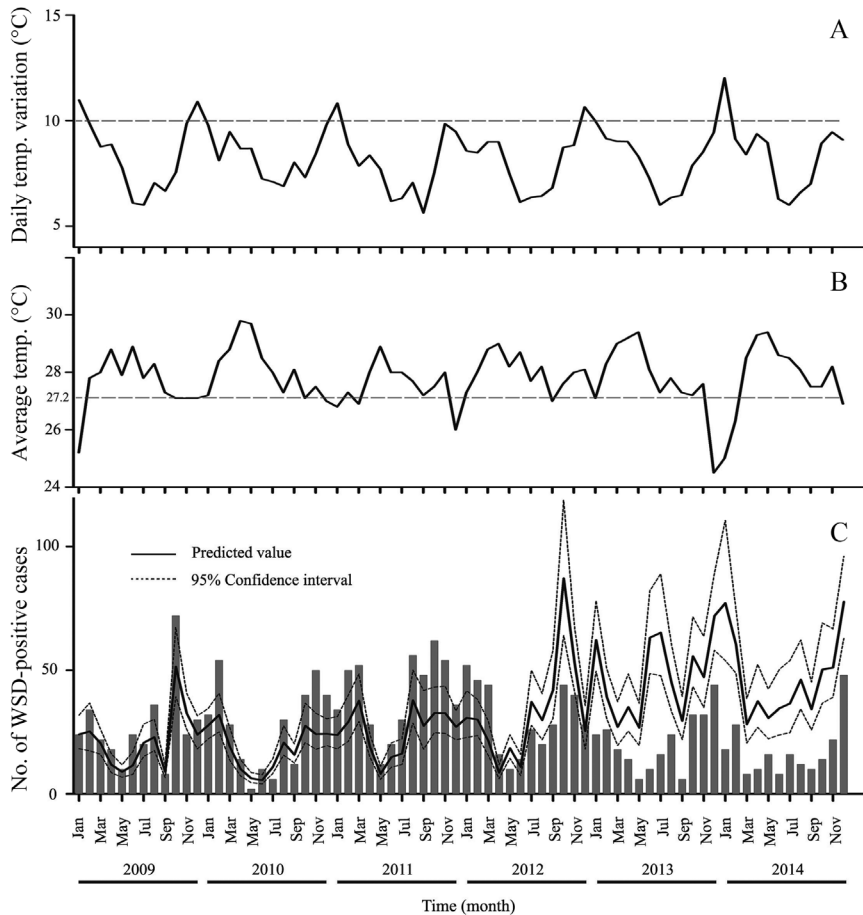 A
Daily temp. variation (°C)
15
10
5
B
Average temp. (°C)
30
28
27.2
26
24
C
No. of WSD-positive cases
100
50
0
Predicted value
95% Confidence interval
Jan Mar May Jul Sep Nov Jan Mar May Jul Sep Nov Jan Mar May Jul Sep Nov Jan Mar May Jul Sep Nov Jan Mar May Jul Sep Nov Jan Mar May Jul Sep Nov
2009 2010 2011 2012 2013 2014
Time (month)